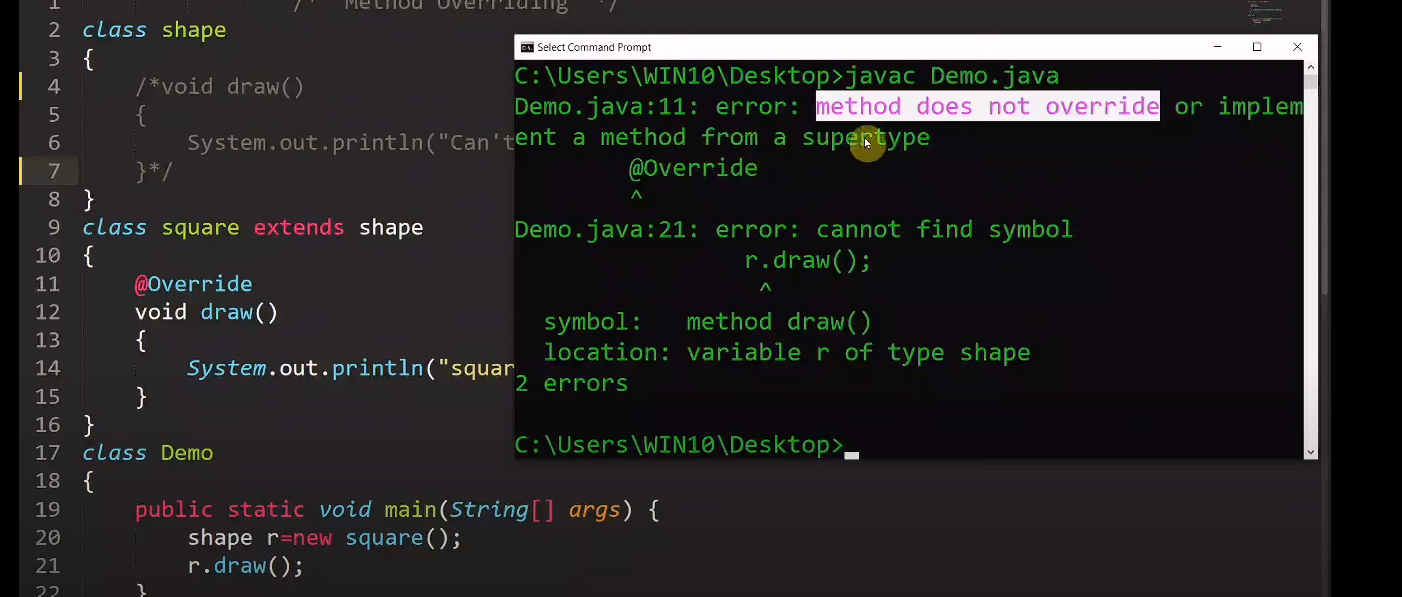 1 /* Method Overriding */
2 class shape
3 {
4 /*void draw()
5 {
6 System.out.println("Can't
7 }*/
8 }
9 class square extends shape
10 {
11 @Override
12 void draw()
13 {
14 System.out.println("squar
15 }
16 }
17 class Demo
18 {
19 public static void main(String[] args) {
20 shape r=new square();
21 r.draw();
22 }
Select Command Prompt
C:\Users\WIN10\Desktop>javac Demo.java
Demo.java:11: error: method does not override or implem
ent a method from a supertype
@Override
^
Demo.java:21: error: cannot find symbol
r.draw();
^
symbol: method draw()
location: variable r of type shape
2 errors
C:\Users\WIN10\Desktop>